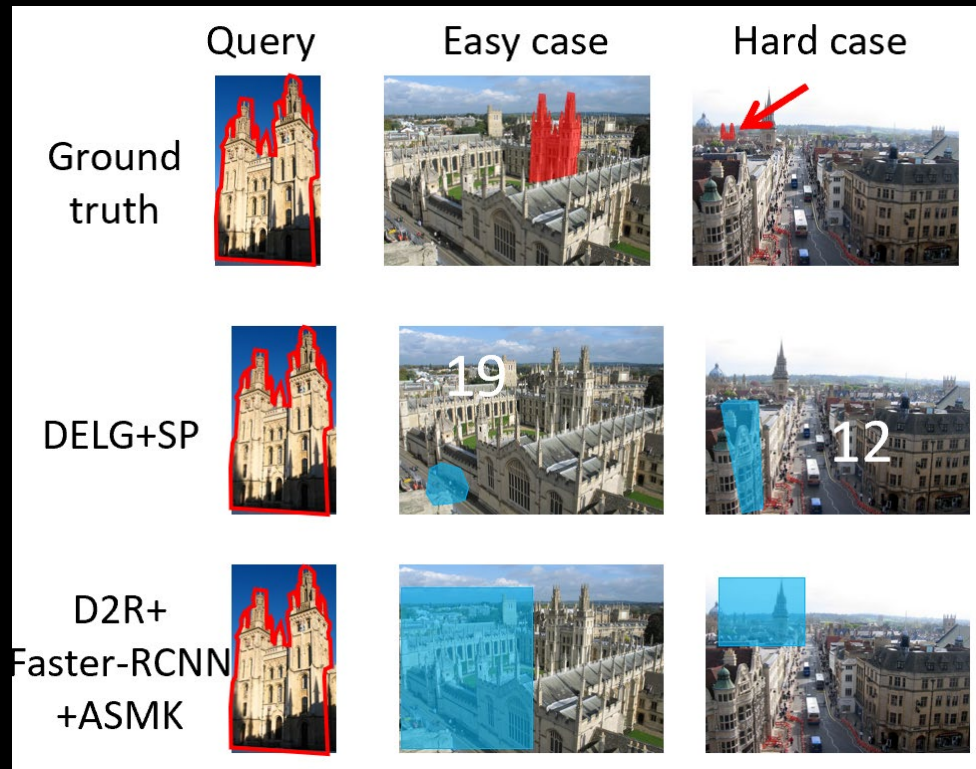 Query
Easy case
Hard case
Ground
truth
DELG+SP
19
12
D2R+
Faster-RCNN
+ASMK